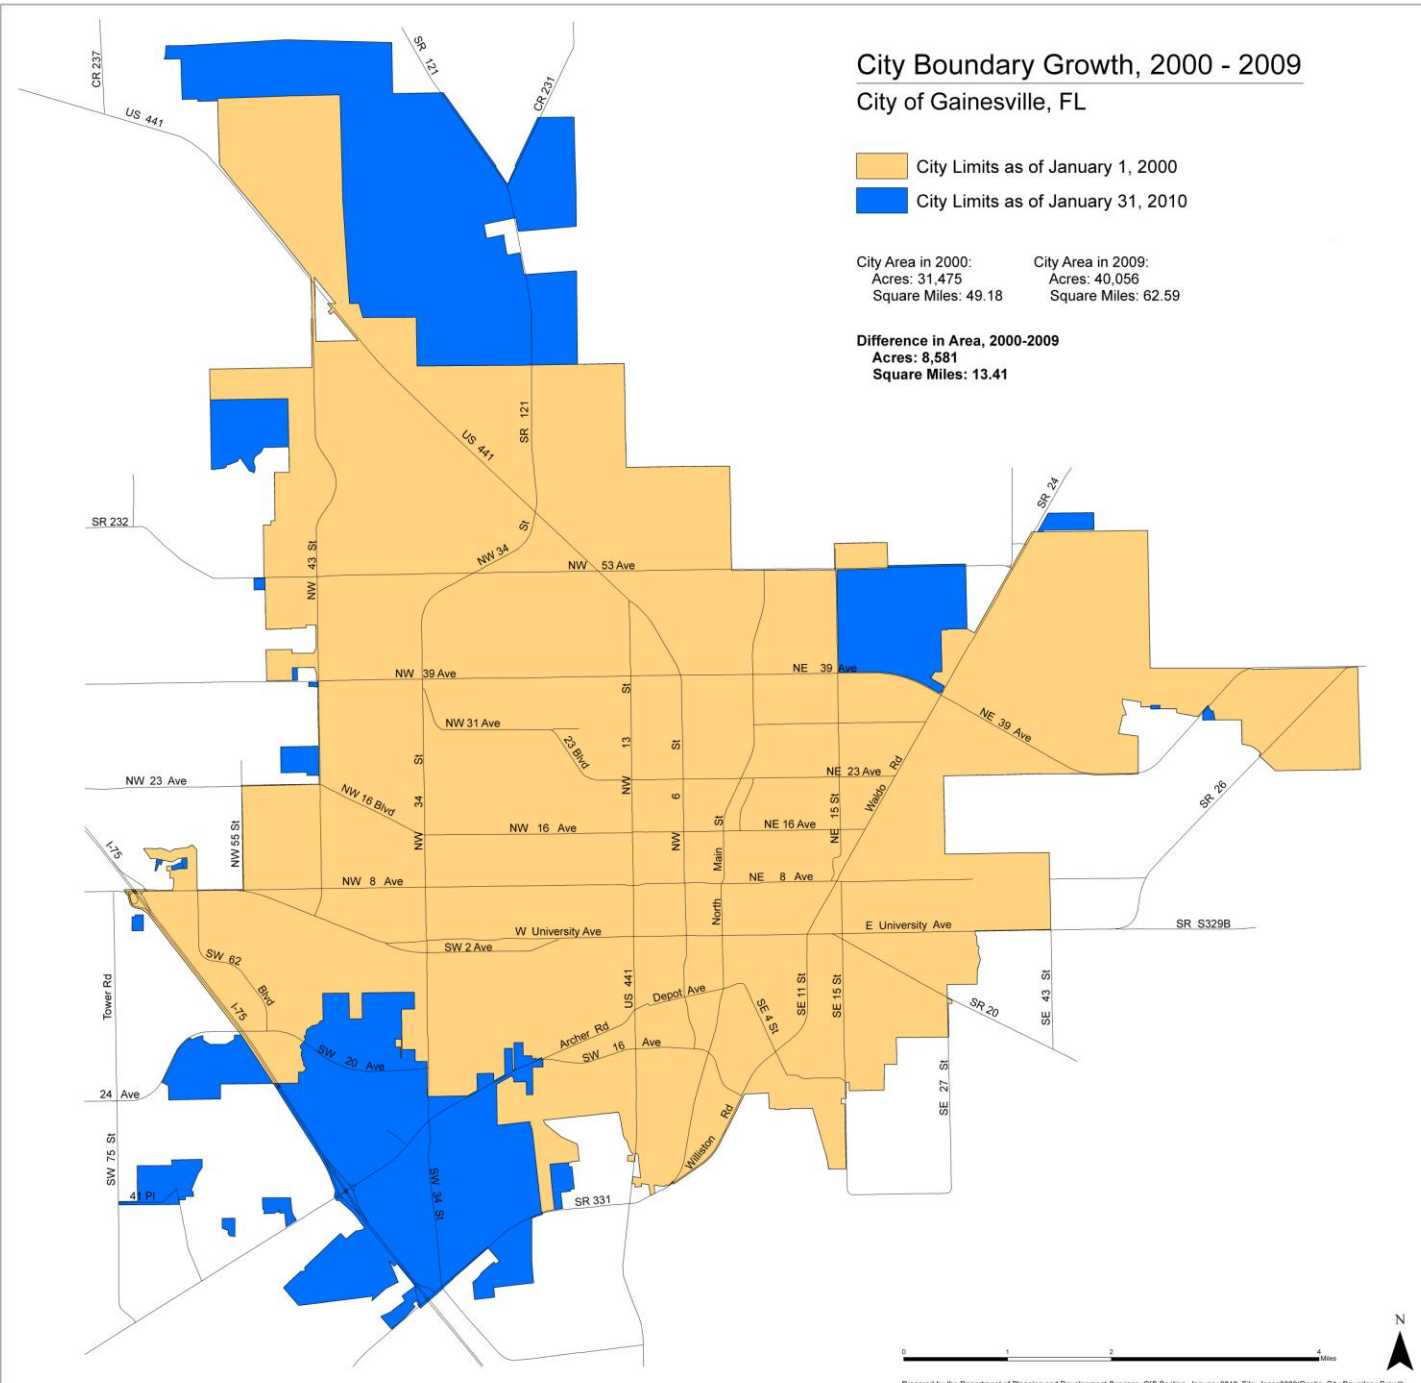 City Boundary Growth, 2000 - 2009
City of Gainesville, FL
City Limits as of January 1, 2000
City Limits as of January 31, 2010
City Area in 2000:
Acres: 31,475
Square Miles: 49.18
City Area in 2009:
Acres: 40,056
Square Miles: 62.59
Difference in Area, 2000-2009
Acres: 8,581
Square Miles: 13.41
CR 237
US 441
SR 121
CR 231
SR 121
US 441
SR 24
SR 232
NW 43 St
NW 34 St
NW 53 Ave
NW 39 Ave
NE 39 Ave
NW 31 Ave
23 Blvd
NW 13 St
NW 6 St
NE 39 Ave
NW 23 Ave
NE 23 Ave
Waldo Rd
SR 26
NW 16 Blvd
NW 34 St
NW 16 Ave
NE 16 Ave
NE 15 St
North Main St
I-75
NW 55 St
NW 8 Ave
NE 8 Ave
W University Ave
E University Ave
SR S329B
SW 2 Ave
SW 62 Blvd
I-75
Tower Rd
US 441
Depot Ave
SE 4 St
SE 11 St
SE 15 St
SR 20
SE 43 St
Archer Rd
SW 16 Ave
SW 20 Ave
24 Ave
SE 27 St
SW 75 St
Williston Rd
41 Pl
SW 34 St
SR 331
N
0 1 2 4
Miles